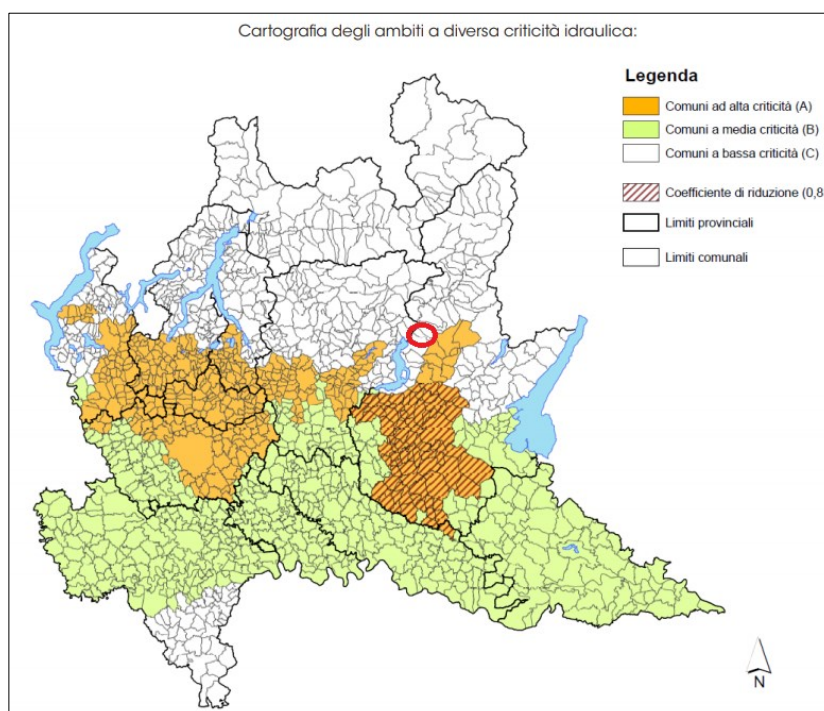 Cartografia degli ambiti a diversa criticità idraulica:
Legenda
Comuni ad alta criticità (A)
Comuni a media criticità (B)
Comuni a bassa criticità (C)
Coefficiente di riduzione (0,8
Limiti provinciali
Limiti comunali
N